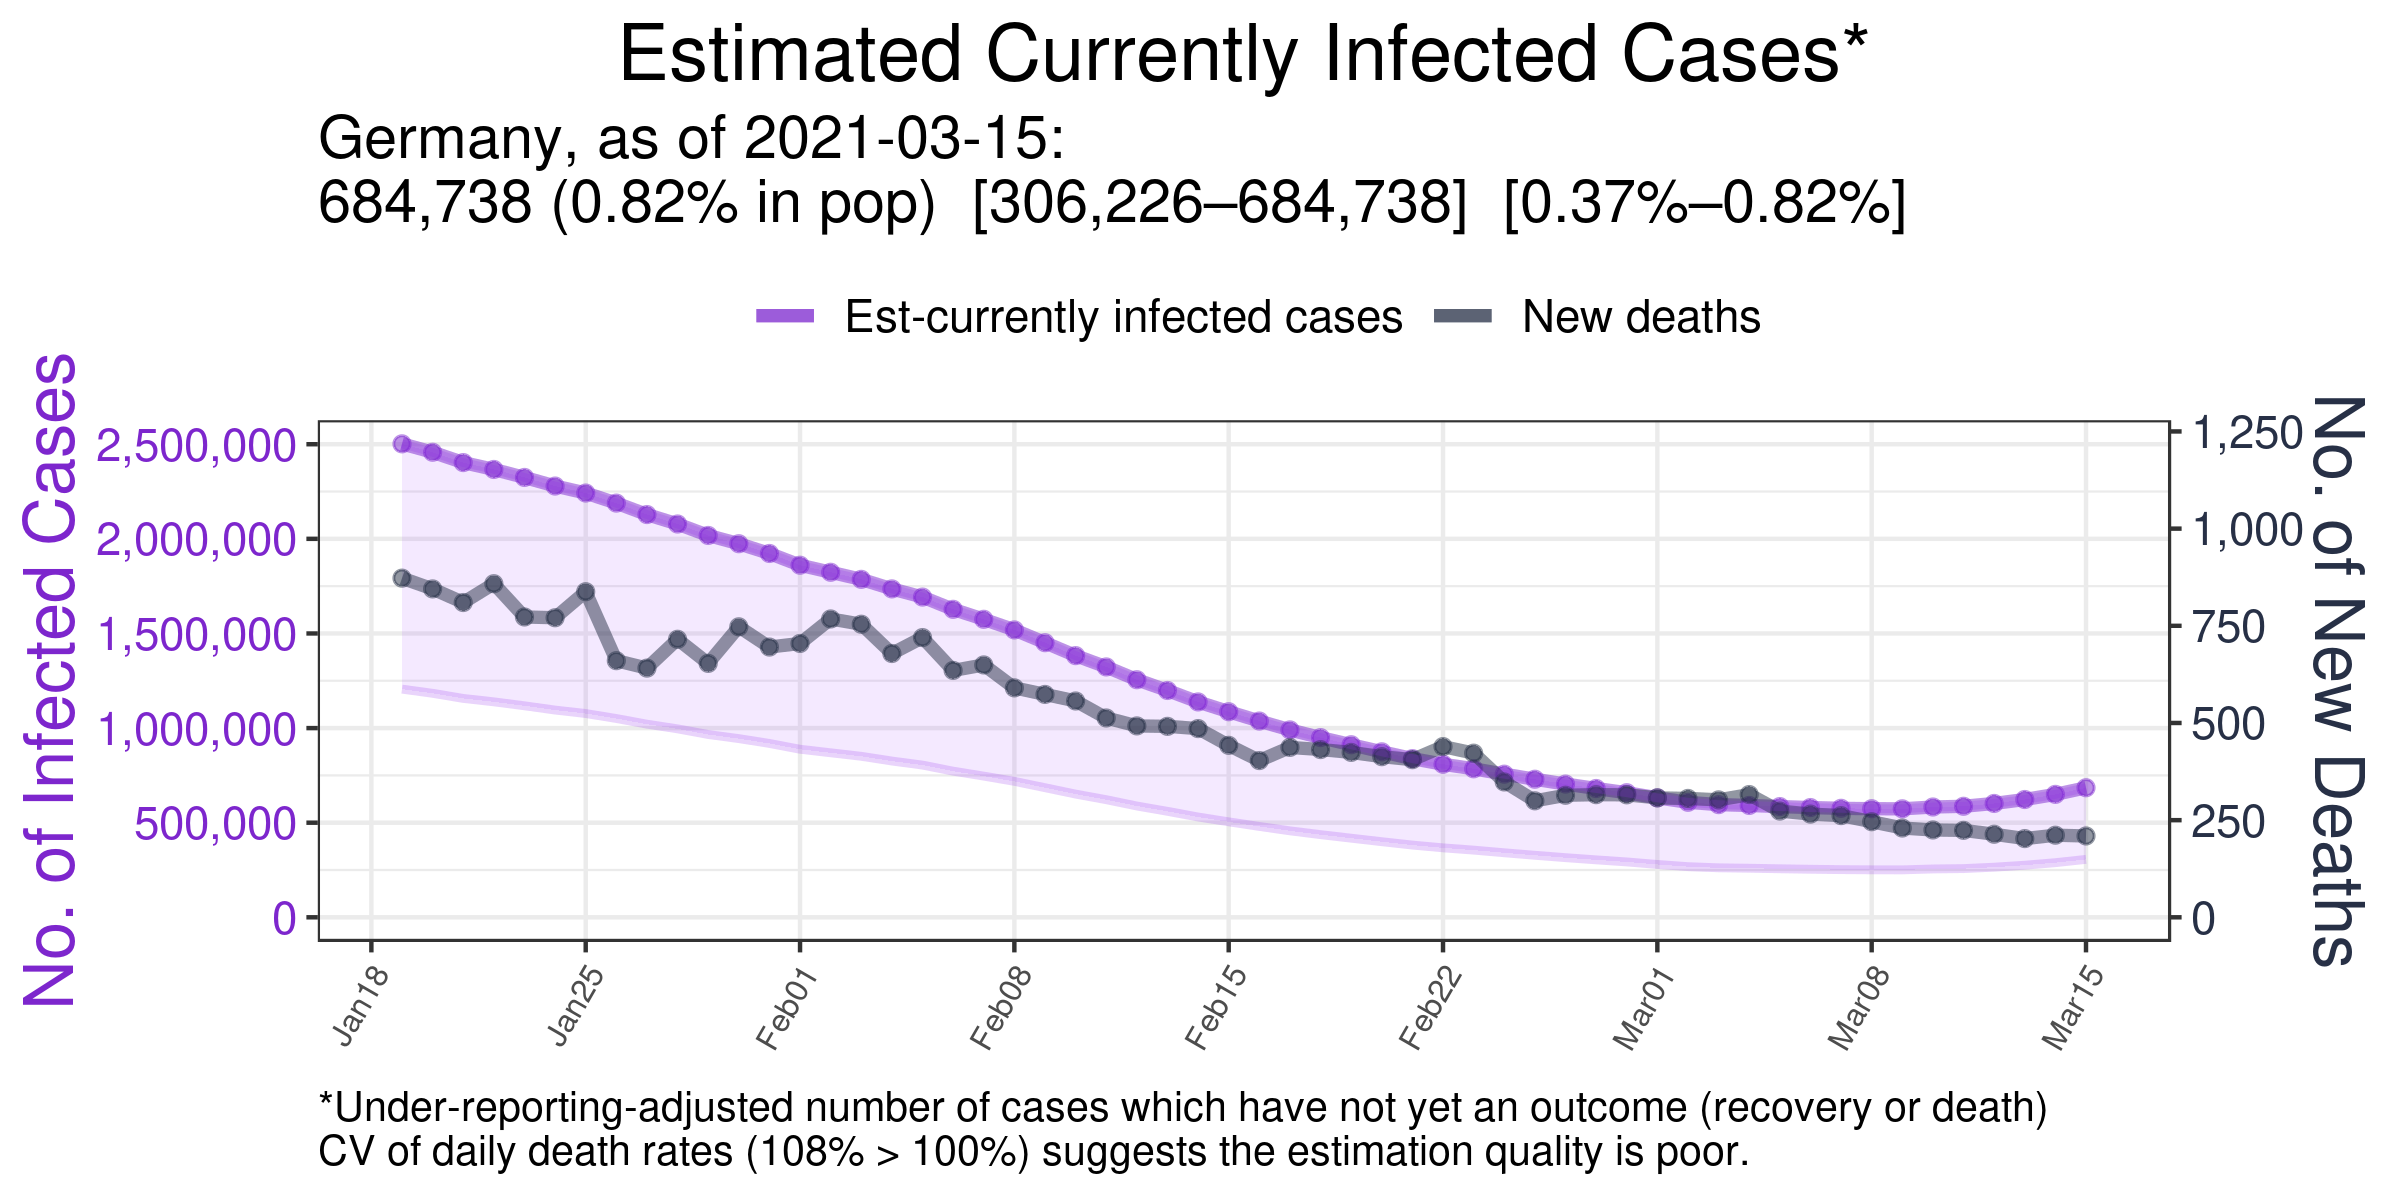 Estimated Currently Infected Cases*
Germany, as of 2021-03-15:
684,738 (0.82% in pop)  [306,226–684,738]  [0.37%–0.82%]
Est-currently infected cases
New deaths
No. of Infected Cases
2,500,000
2,000,000
1,500,000
1,000,000
500,000
0
1,250
1,000
750
500
250
0
No. of New Deaths
Jan18
Jan25
Feb01
Feb08
Feb15
Feb22
Mar01
Mar08
Mar15
*Under-reporting-adjusted number of cases which have not yet an outcome (recovery or death)
CV of daily death rates (108% > 100%) suggests the estimation quality is poor.